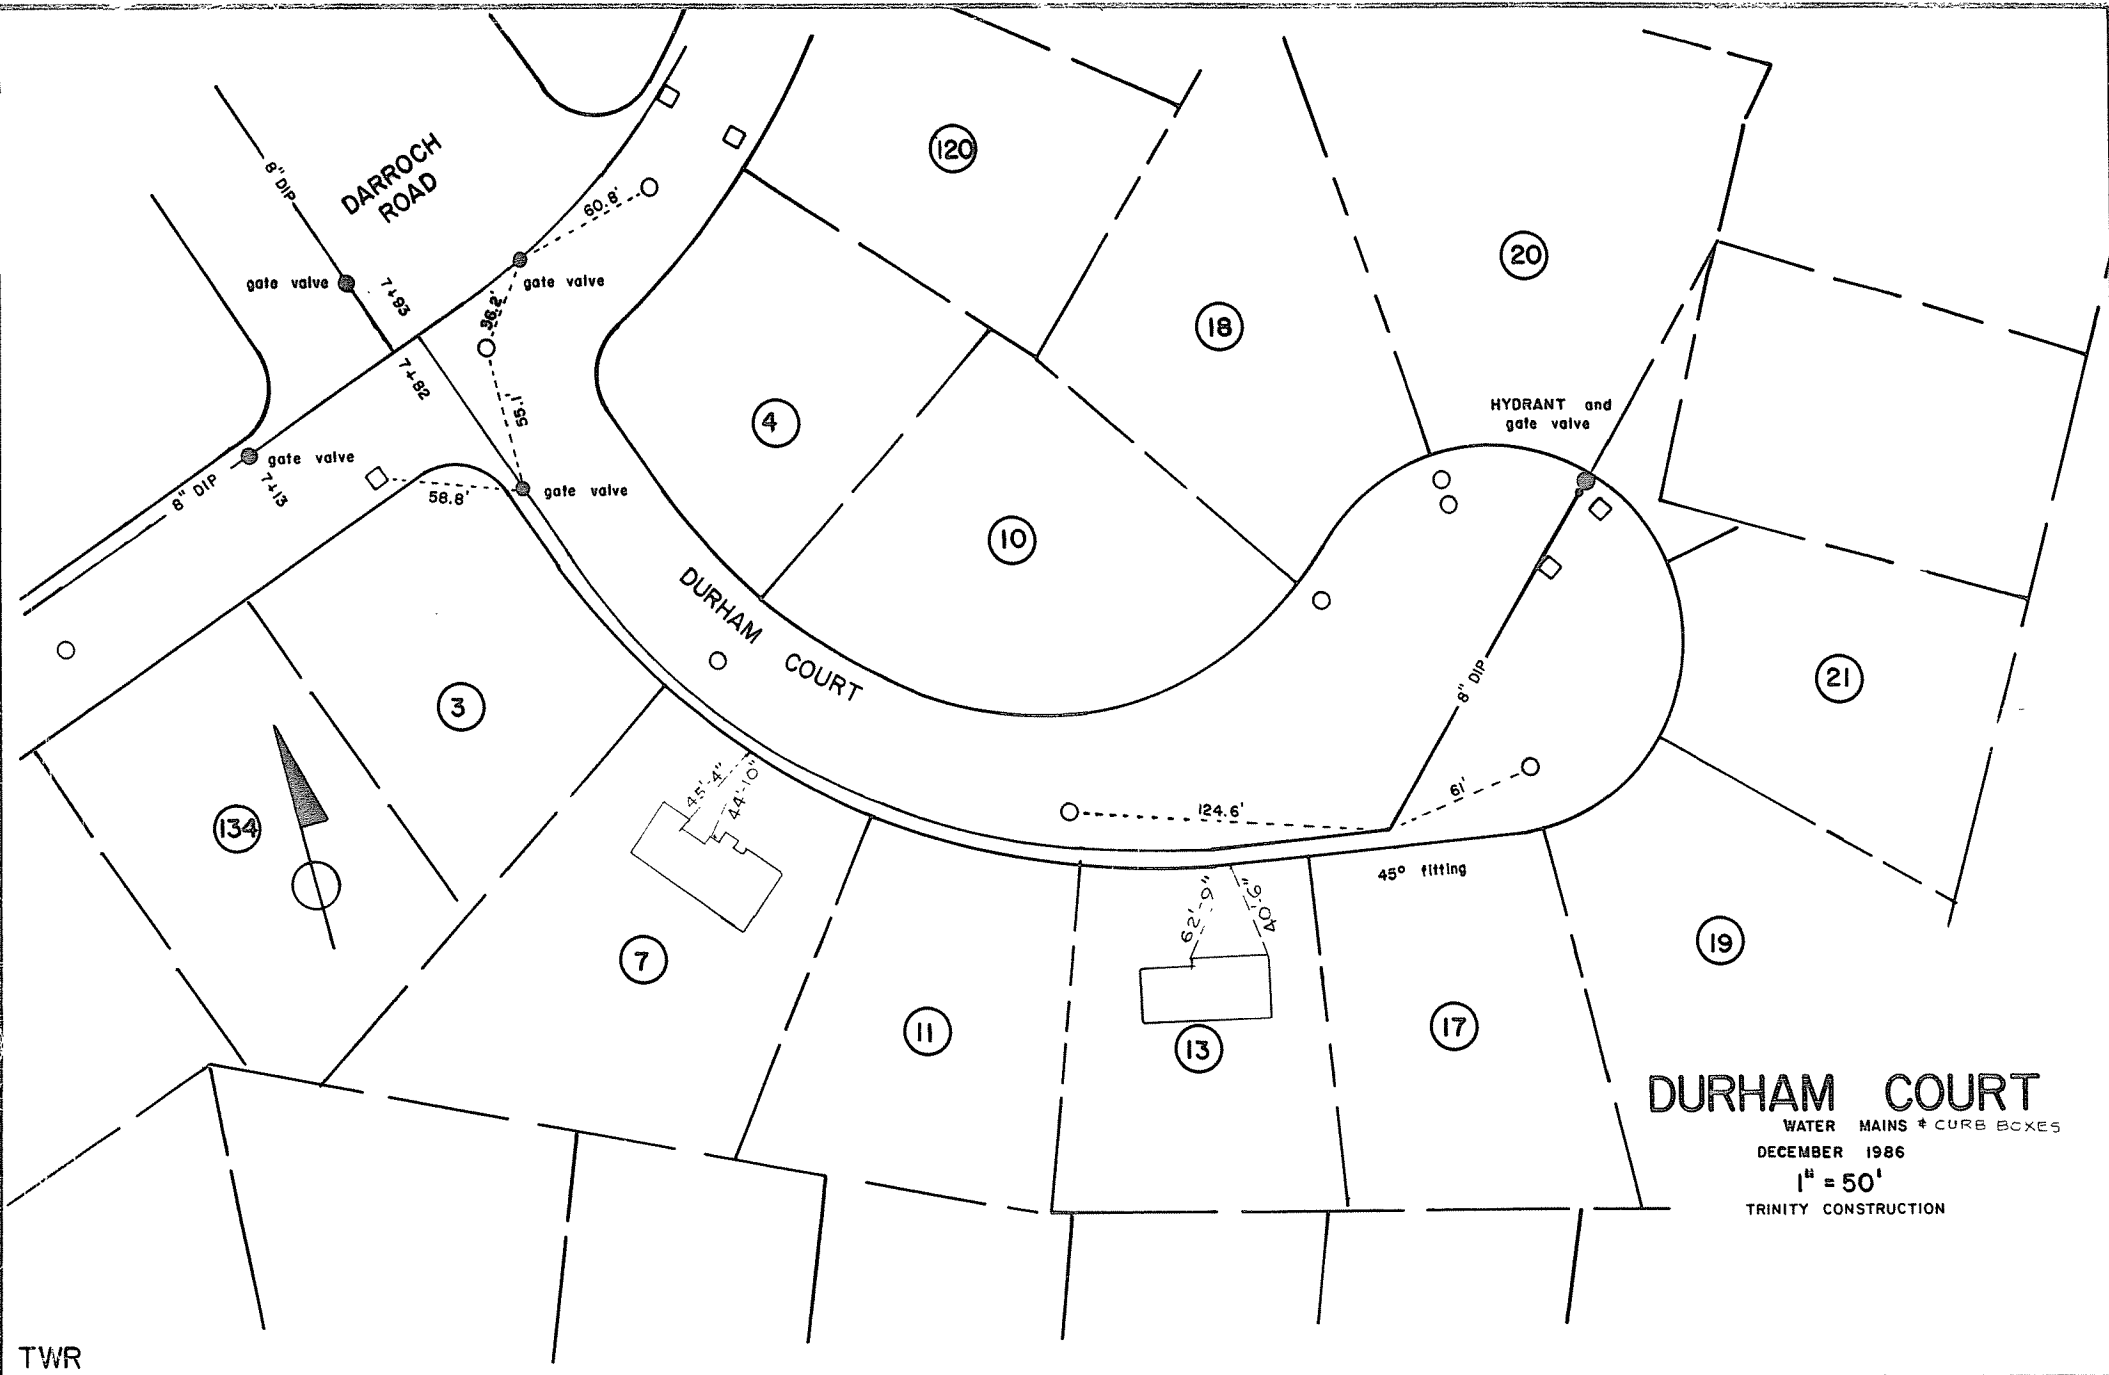 8" DIP
DARROCH
ROAD
120
60.8'
20
gate valve
7+93
gate valve
36.2'
18
7+82
55.1'
4
HYDRANT and
gate valve
gate valve
8" DIP
7+13
58.8'
gate valve
10
DURHAM COURT
8" DIP
21
3
45'-4"
44'-10"
61'
124.6'
134
45° fitting
62'-9"
40'-6"
7
19
11
13
17
DURHAM COURT
WATER MAINS & CURB BOXES
DECEMBER 1986
1" = 50'
TRINITY CONSTRUCTION
TWR